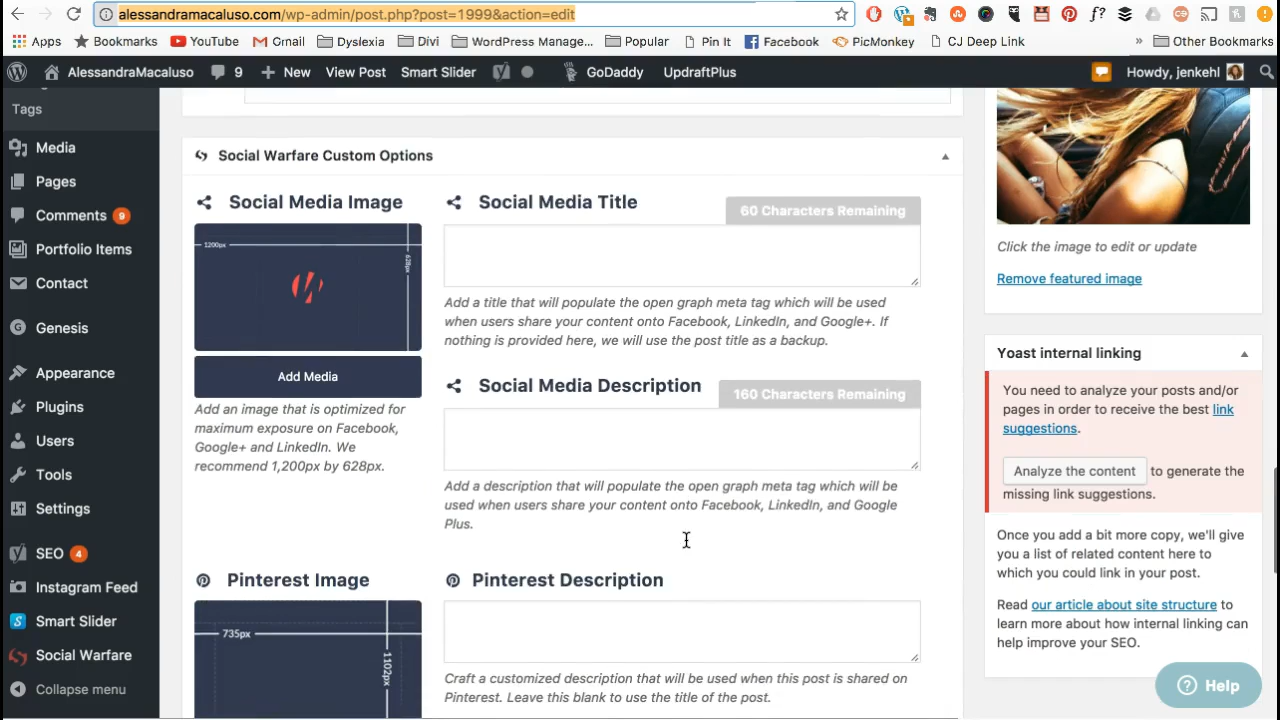 alessandramacaluso.com/wp-admin/post.php?post=1999&action=edit
Apps Bookmarks YouTube Gmail Dyslexia Divi WordPress Manage... Popular Pin It Facebook PicMonkey CJ Deep Link » Other Bookmarks
AlessandraMacaluso 9 New View Post Smart Slider GoDaddy UpdraftPlus Howdy, jenkehl
Tags
Media
Pages
Comments 9
Portfolio Items
Contact
Genesis
Appearance
Plugins
Users
Tools
Settings
SEO 4
Instagram Feed
Smart Slider
Social Warfare
Collapse menu
Social Warfare Custom Options
Social Media Image
1200px
628px
Add Media
Add an image that is optimized for
maximum exposure on Facebook,
Google+ and LinkedIn. We
recommend 1,200px by 628px.
Social Media Title
60 Characters Remaining
Add a title that will populate the open graph meta tag which will be used
when users share your content onto Facebook, LinkedIn, and Google+. If
nothing is provided here, we will use the post title as a backup.
Social Media Description
160 Characters Remaining
Add a description that will populate the open graph meta tag which will be
used when users share your content onto Facebook, LinkedIn, and Google
Plus.
Pinterest Image
735px
1102px
Pinterest Description
Craft a customized description that will be used when this post is shared on
Pinterest. Leave this blank to use the title of the post.
Click the image to edit or update
Remove featured image
Yoast internal linking
You need to analyze your posts and/or
pages in order to receive the best link
suggestions.
Analyze the content to generate the
missing link suggestions.
Once you add a bit more copy, we'll give
you a list of related content here to
which you could link in your post.
Read our article about site structure to
learn more about how internal linking can
help improve your SEO.
Help